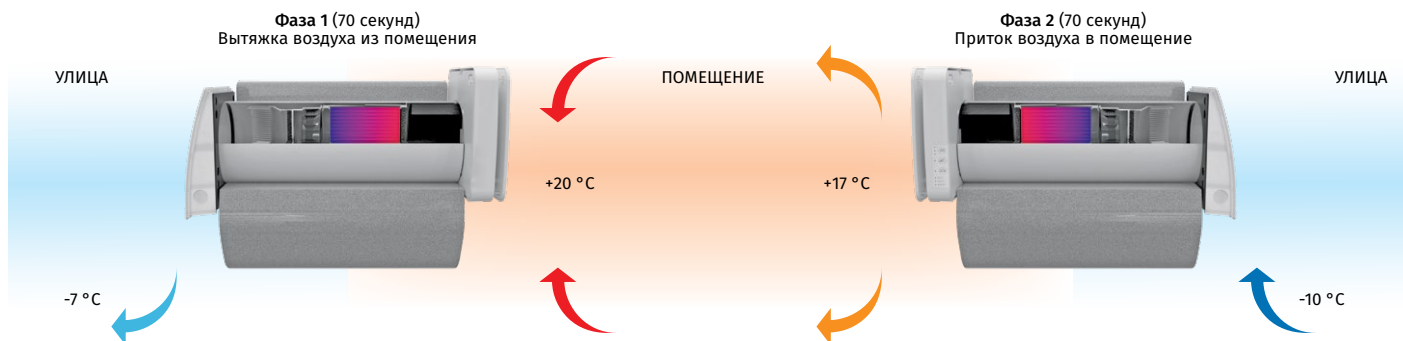 Фаза 1 (70 секунд)
Вытяжка воздуха из помещения
Фаза 2 (70 секунд)
Приток воздуха в помещение
УЛИЦА
ПОМЕЩЕНИЕ
УЛИЦА
+20 °C
+17 °C
-7 °C
-10 °C